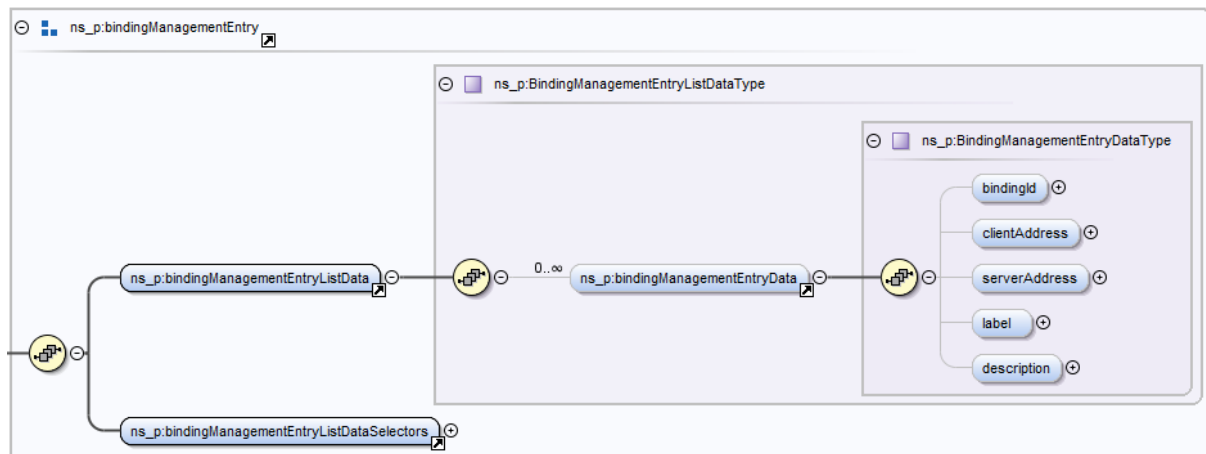 ns_p:bindingManagementEntry
ns_p:BindingManagementEntryListDataType
ns_p:BindingManagementEntryDataType
bindingId
clientAddress
ns_p:bindingManagementEntryListData
0..∞
ns_p:bindingManagementEntryData
serverAddress
label
description
ns_p:bindingManagementEntryListDataSelectors